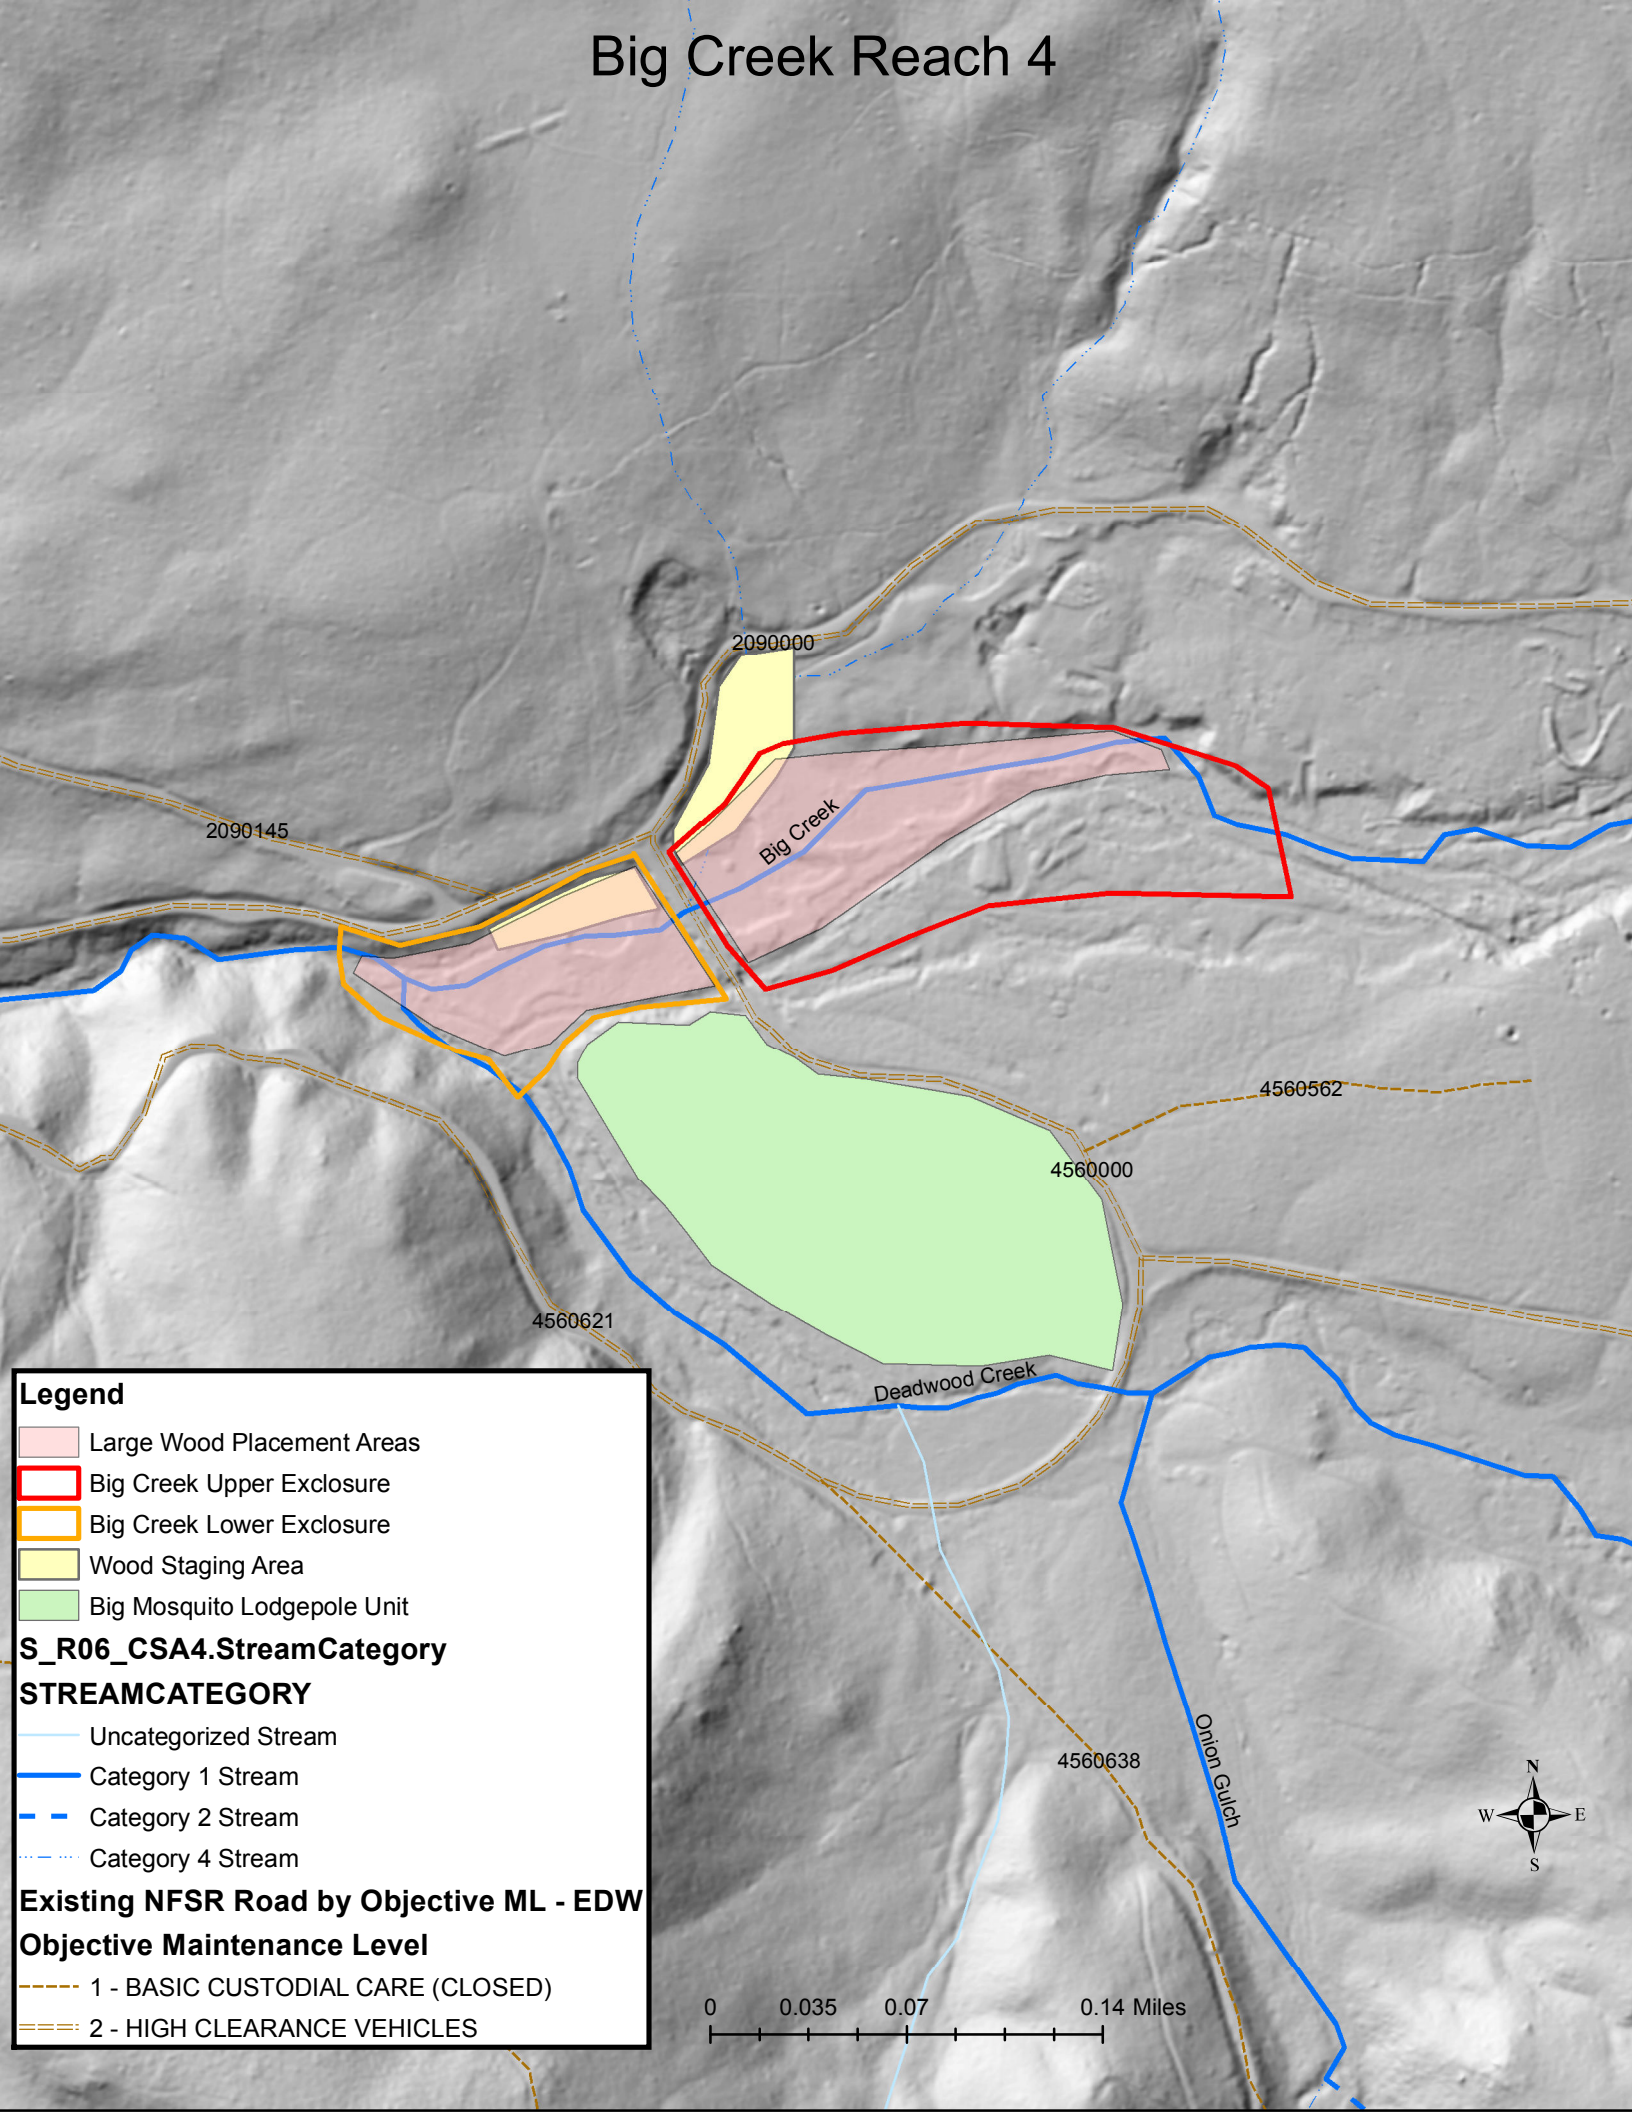 Big Creek Reach 4
2090000
2090145
Big Creek
4560562
4560000
4560621
Deadwood Creek
4560638
Onion Gulch
Legend
Large Wood Placement Areas
Big Creek Upper Exclosure
Big Creek Lower Exclosure
Wood Staging Area
Big Mosquito Lodgepole Unit
S_R06_CSA4.StreamCategory
STREAMCATEGORY
Uncategorized Stream
Category 1 Stream
Category 2 Stream
Category 4 Stream
Existing NFSR Road by Objective ML - EDW
Objective Maintenance Level
1 - BASIC CUSTODIAL CARE (CLOSED)
2 - HIGH CLEARANCE VEHICLES
0 0.035 0.07 0.14 Miles
N
W E
S